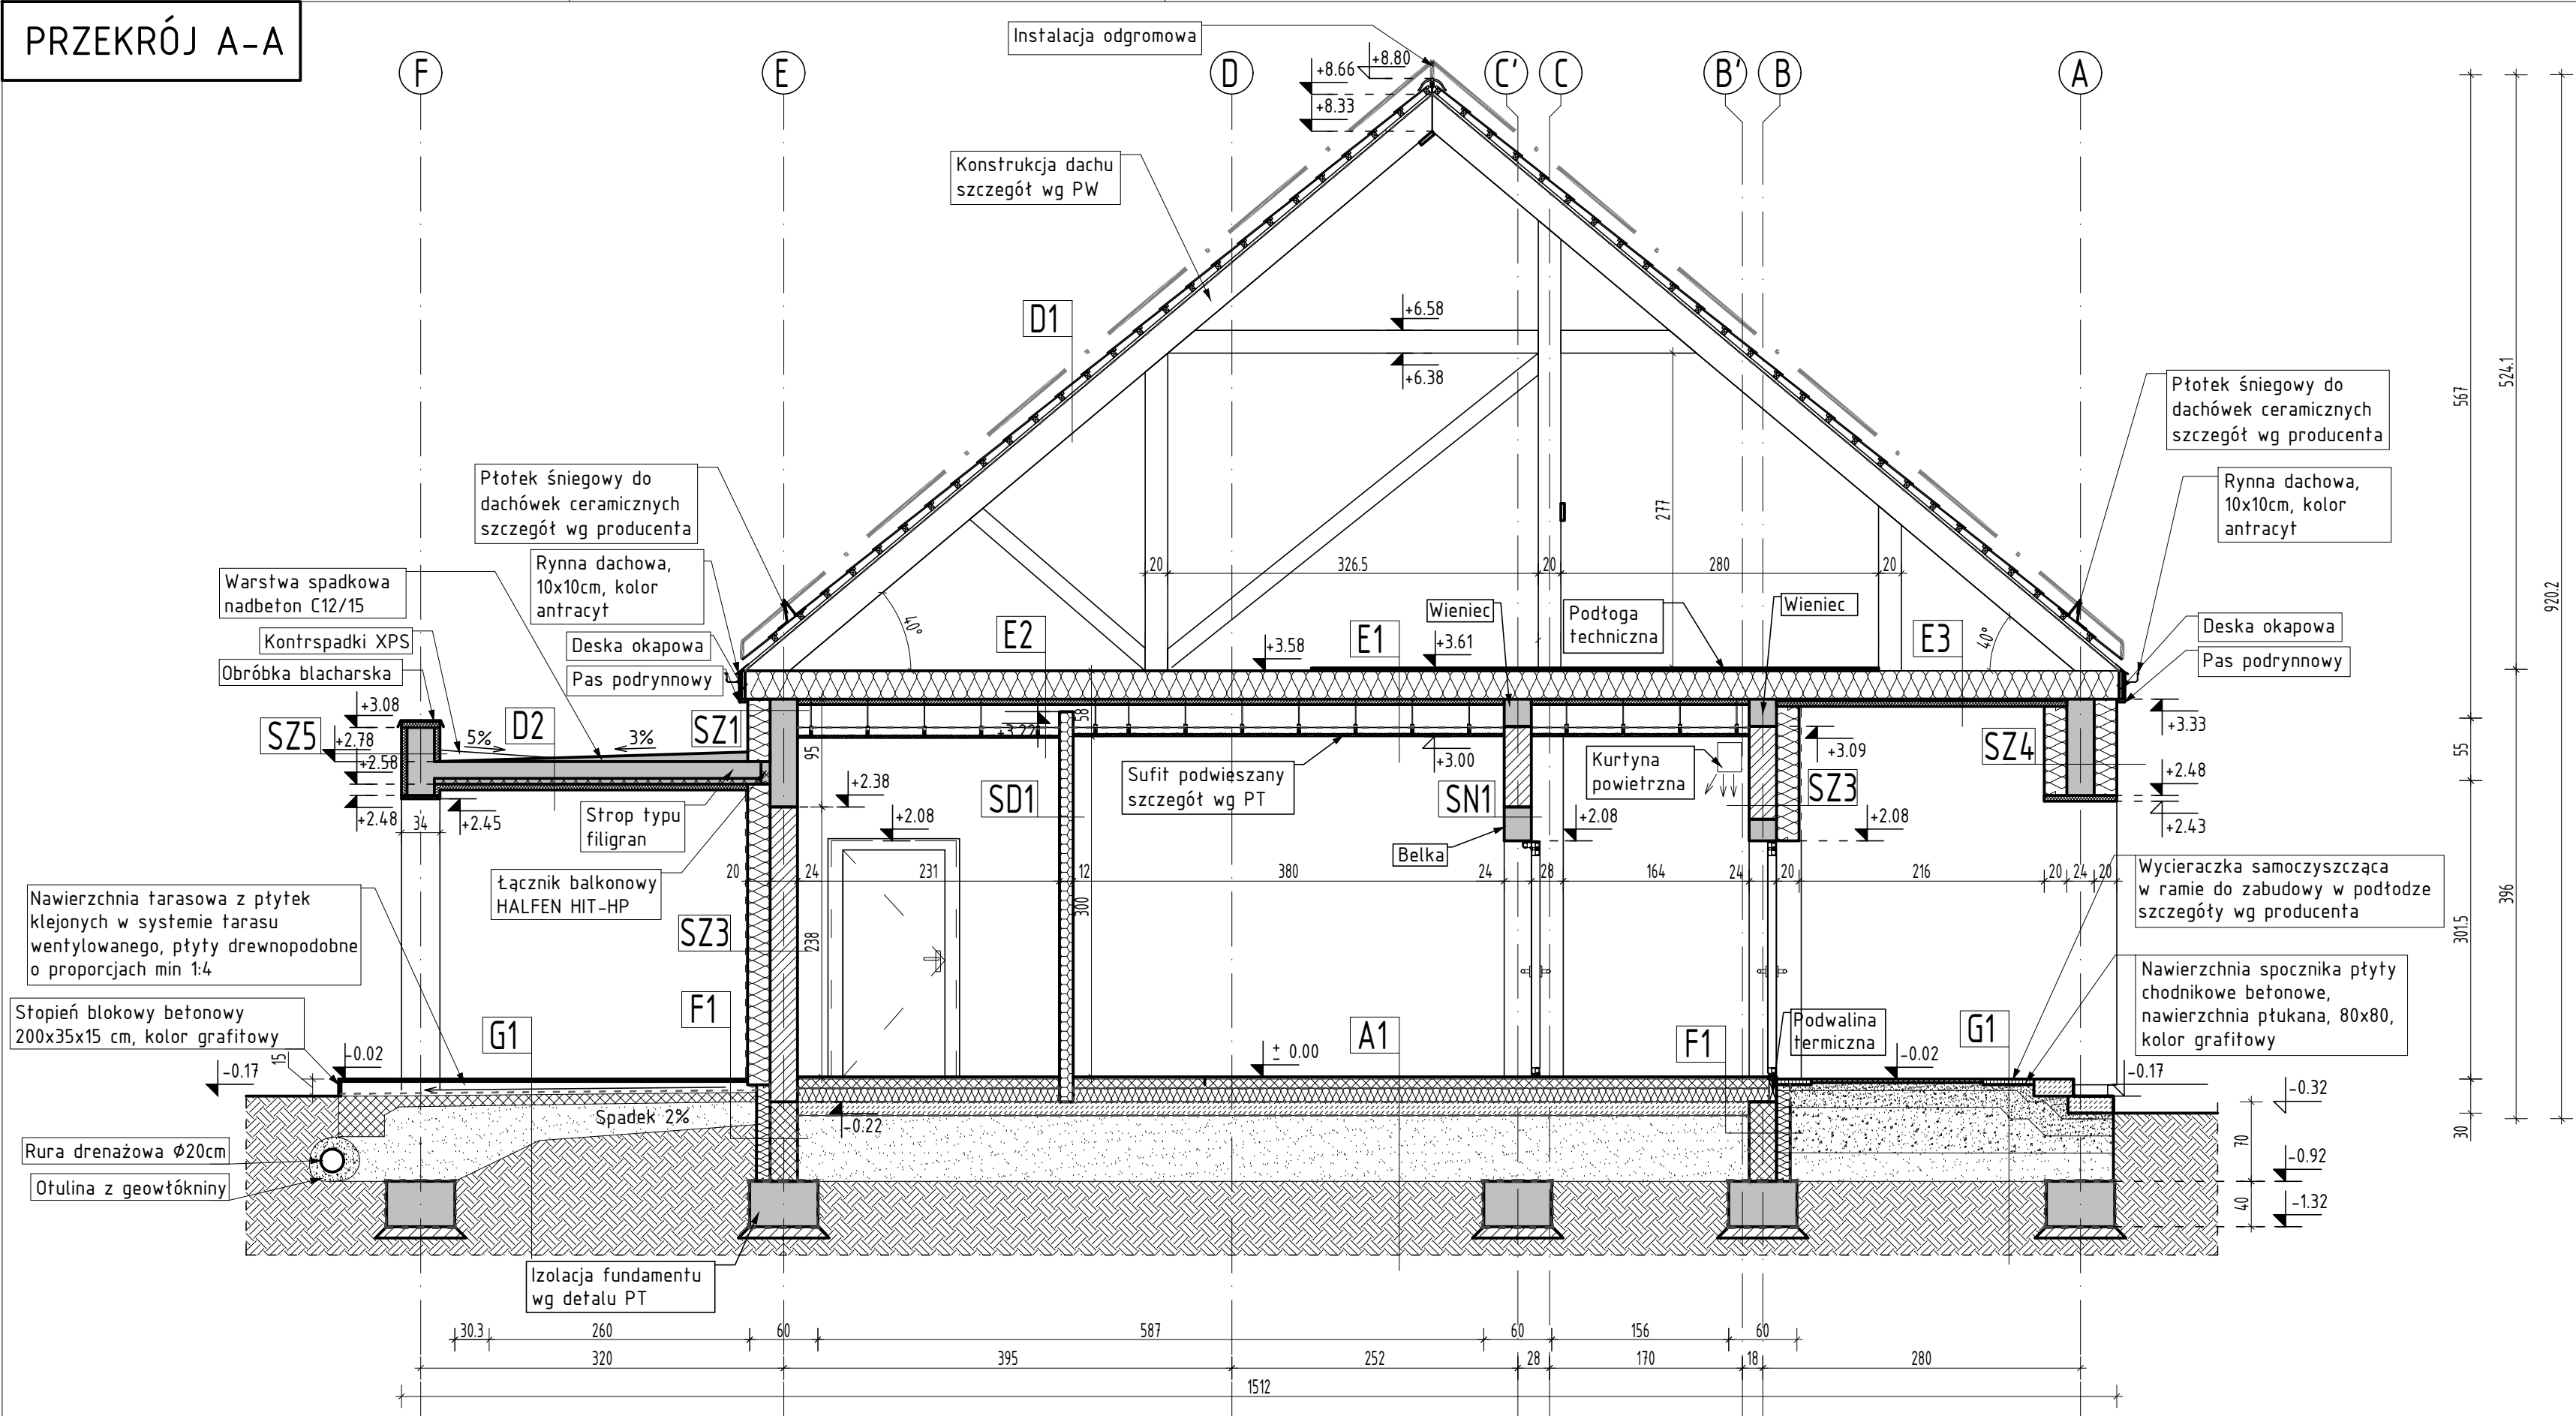 PRZEKRÓJ A-A
F
E
D
C'
C
B'
B
A
Instalacja odgromowa
+8.66
+8.80
+8.33
Konstrukcja dachu
szczegół wg PW
D1
+6.58
+6.38
277
567
524.1
920.2
Płotek śniegowy do
dachówek ceramicznych
szczegół wg producenta
Rynna dachowa,
10x10cm, kolor
antracyt
Płotek śniegowy do
dachówek ceramicznych
szczegół wg producenta
Rynna dachowa,
10x10cm, kolor
antracyt
Warstwa spadkowa
nadbeton C12/15
Kontrspadki XPS
Obróbka blacharska
Deska okapowa
Pas podrynnowy
20
326.5
20
280
20
40°
40°
E2
+3.58
E1
+3.61
Wieniec
Podłoga
techniczna
Wieniec
E3
Deska okapowa
Pas podrynnowy
+3.08
SZ5
+2.78
5%
D2
3%
SZ1
+2.58
+2.48
34
+2.45
95
+3.22
58
+2.38
+2.08
Strop typu
filigran
SD1
Sufit podwieszany
szczegół wg PT
+3.00
SN1
Kurtyna
powietrzna
+3.09
SZ3
SZ4
+3.33
+2.48
+2.43
55
+2.08
+2.08
Belka
Łącznik balkonowy
HALFEN HIT-HP
20
24
231
12
380
24
28
164
24
20
216
20
24
20
Nawierzchnia tarasowa z płytek
klejonych w systemie tarasu
wentylowanego, płyty drewnopodobne
o proporcjach min 1:4
SZ3
238
300
301.5
396
Wycieraczka samoczyszcząca
w ramie do zabudowy w podłodze
szczegóły wg producenta
Nawierzchnia spocznika płyty
chodnikowe betonowe,
nawierzchnia płukana, 80x80,
kolor grafitowy
Stopień blokowy betonowy
200x35x15 cm, kolor grafitowy
15
-0.02
-0.17
G1
F1
± 0.00
A1
F1
Podwalina
termiczna
-0.02
G1
-0.17
-0.32
Spadek 2%
-0.22
Rura drenażowa Ø20cm
Otulina z geowłókniny
70
30
-0.92
40
-1.32
Izolacja fundamentu
wg detalu PT
30.3
260
60
587
60
156
60
320
395
252
28
170
18
280
1512